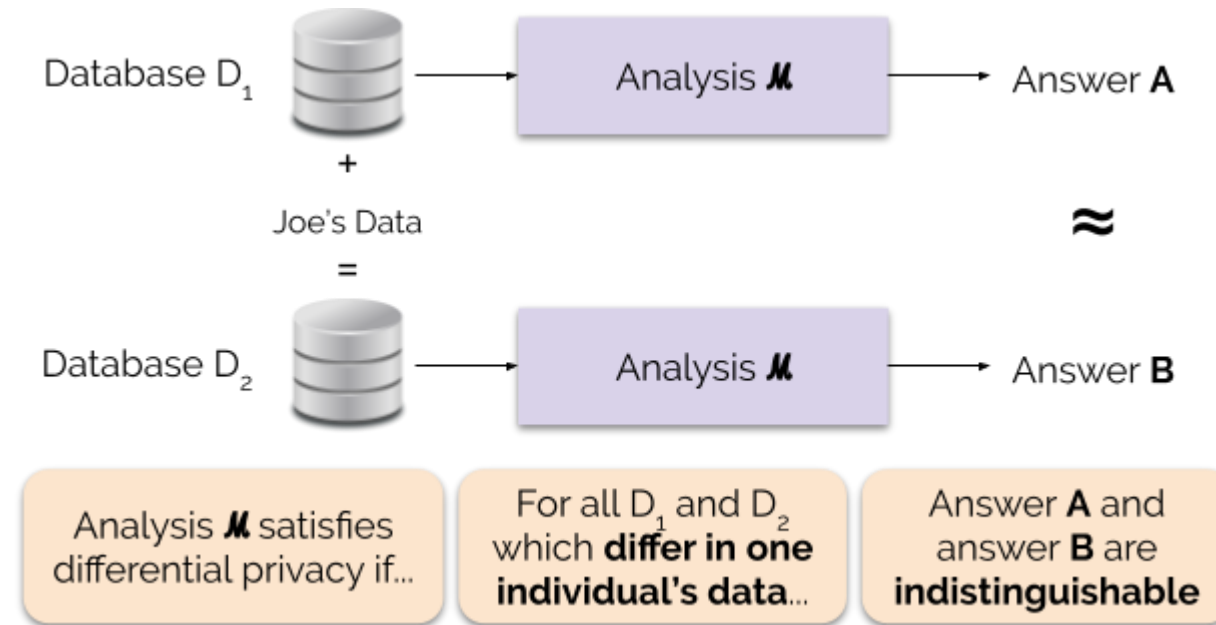 Database D₁
Analysis 𝓜
Answer A
+
Joe's Data
≈
=
Database D₂
Analysis 𝓜
Answer B
Analysis 𝓜 satisfies
differential privacy if...
For all D₁ and D₂
which differ in one
individual's data...
Answer A and
answer B are
indistinguishable